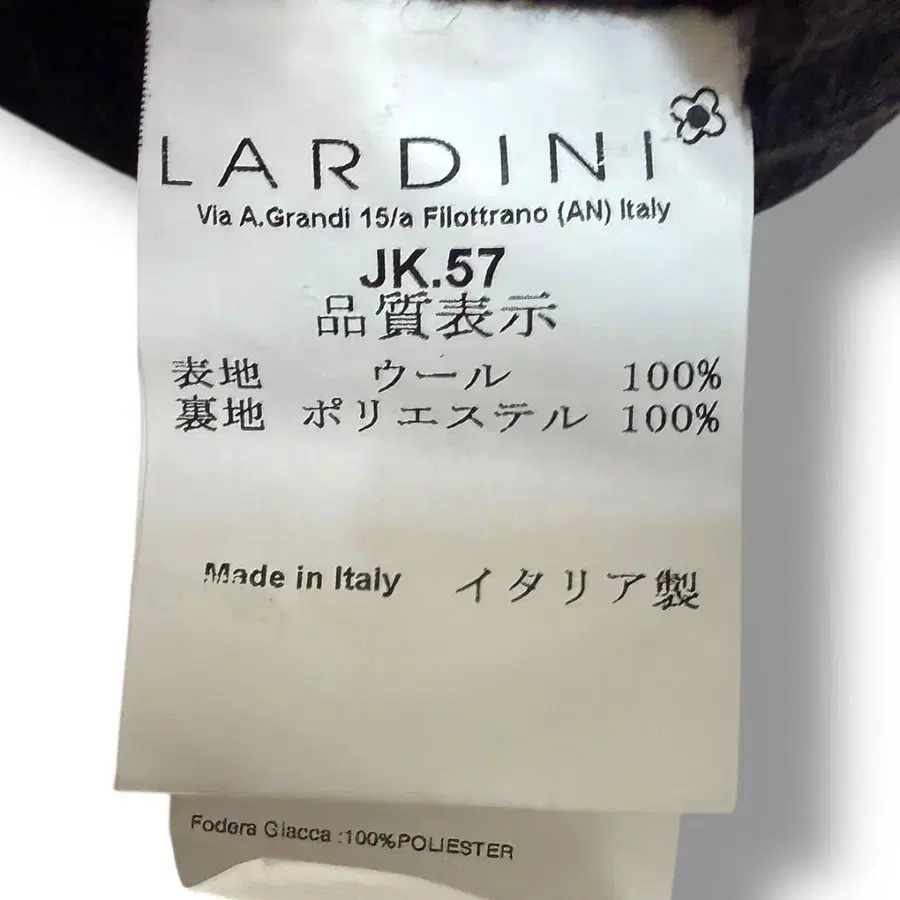 LARDINI
Via A.Grandi 15/a Filottrano (AN) Italy
JK.57
品質表示
表地 ウール 100%
裏地 ポリエステル 100%
Made in Italy イタリア製
Fodera Giacca :100%POLIESTER